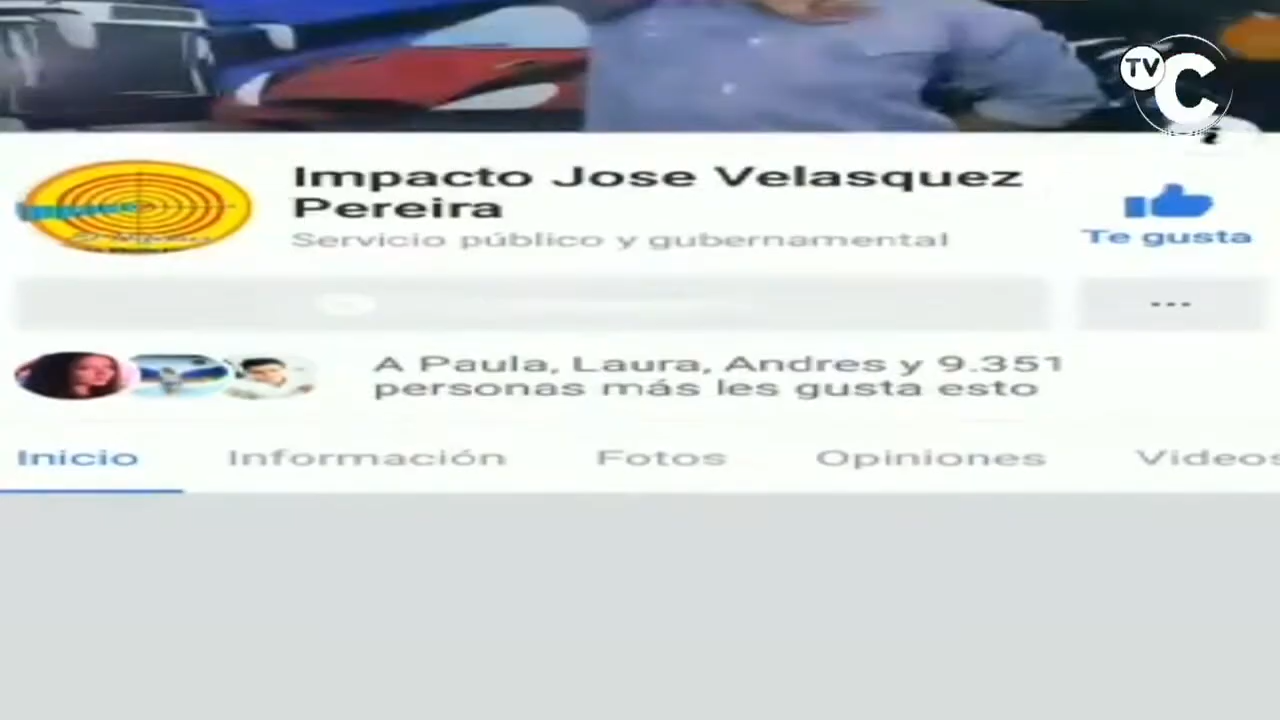 TV C
Impacto Jose Velasquez
Pereira
Servicio público y gubernamental
Te gusta
A Paula, Laura, Andres y 9.351
personas más les gusta esto
Inicio
Información
Fotos
Opiniones
Videos